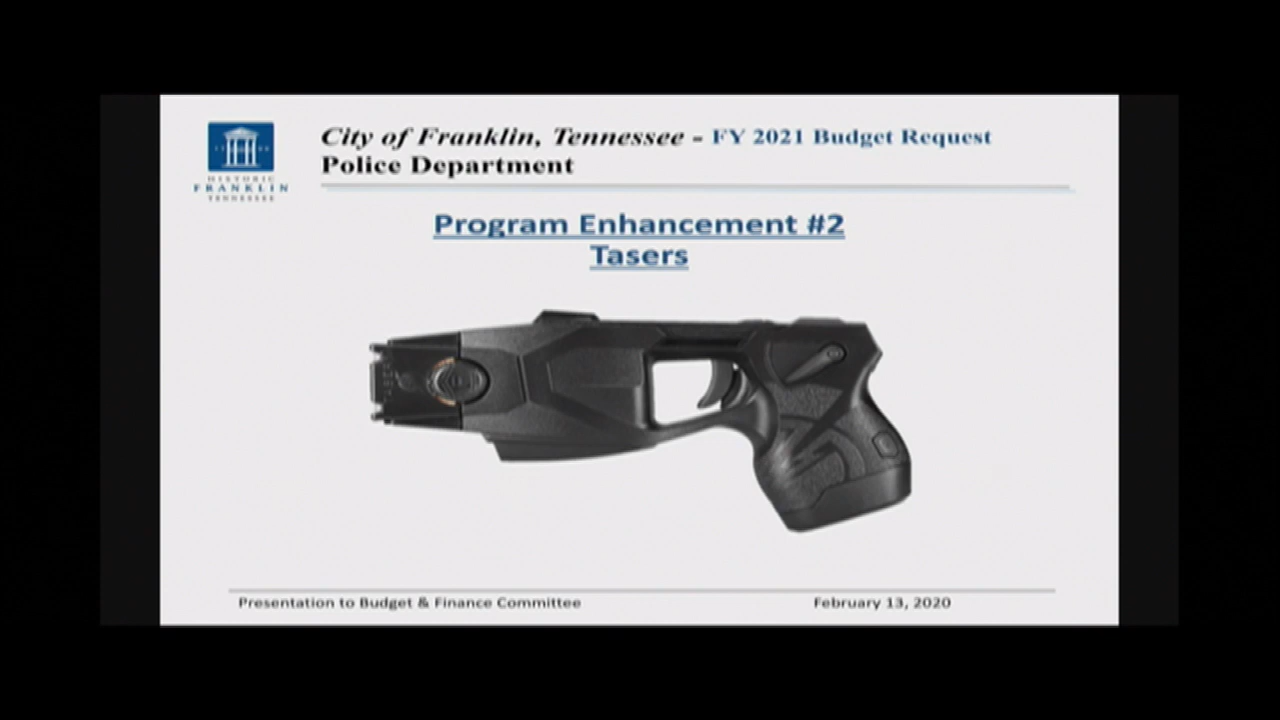 City of Franklin, Tennessee - FY 2021 Budget Request
Police Department
HISTORIC
FRANKLIN
TENNESSEE
Program Enhancement #2
Tasers
Presentation to Budget & Finance Committee
February 13, 2020